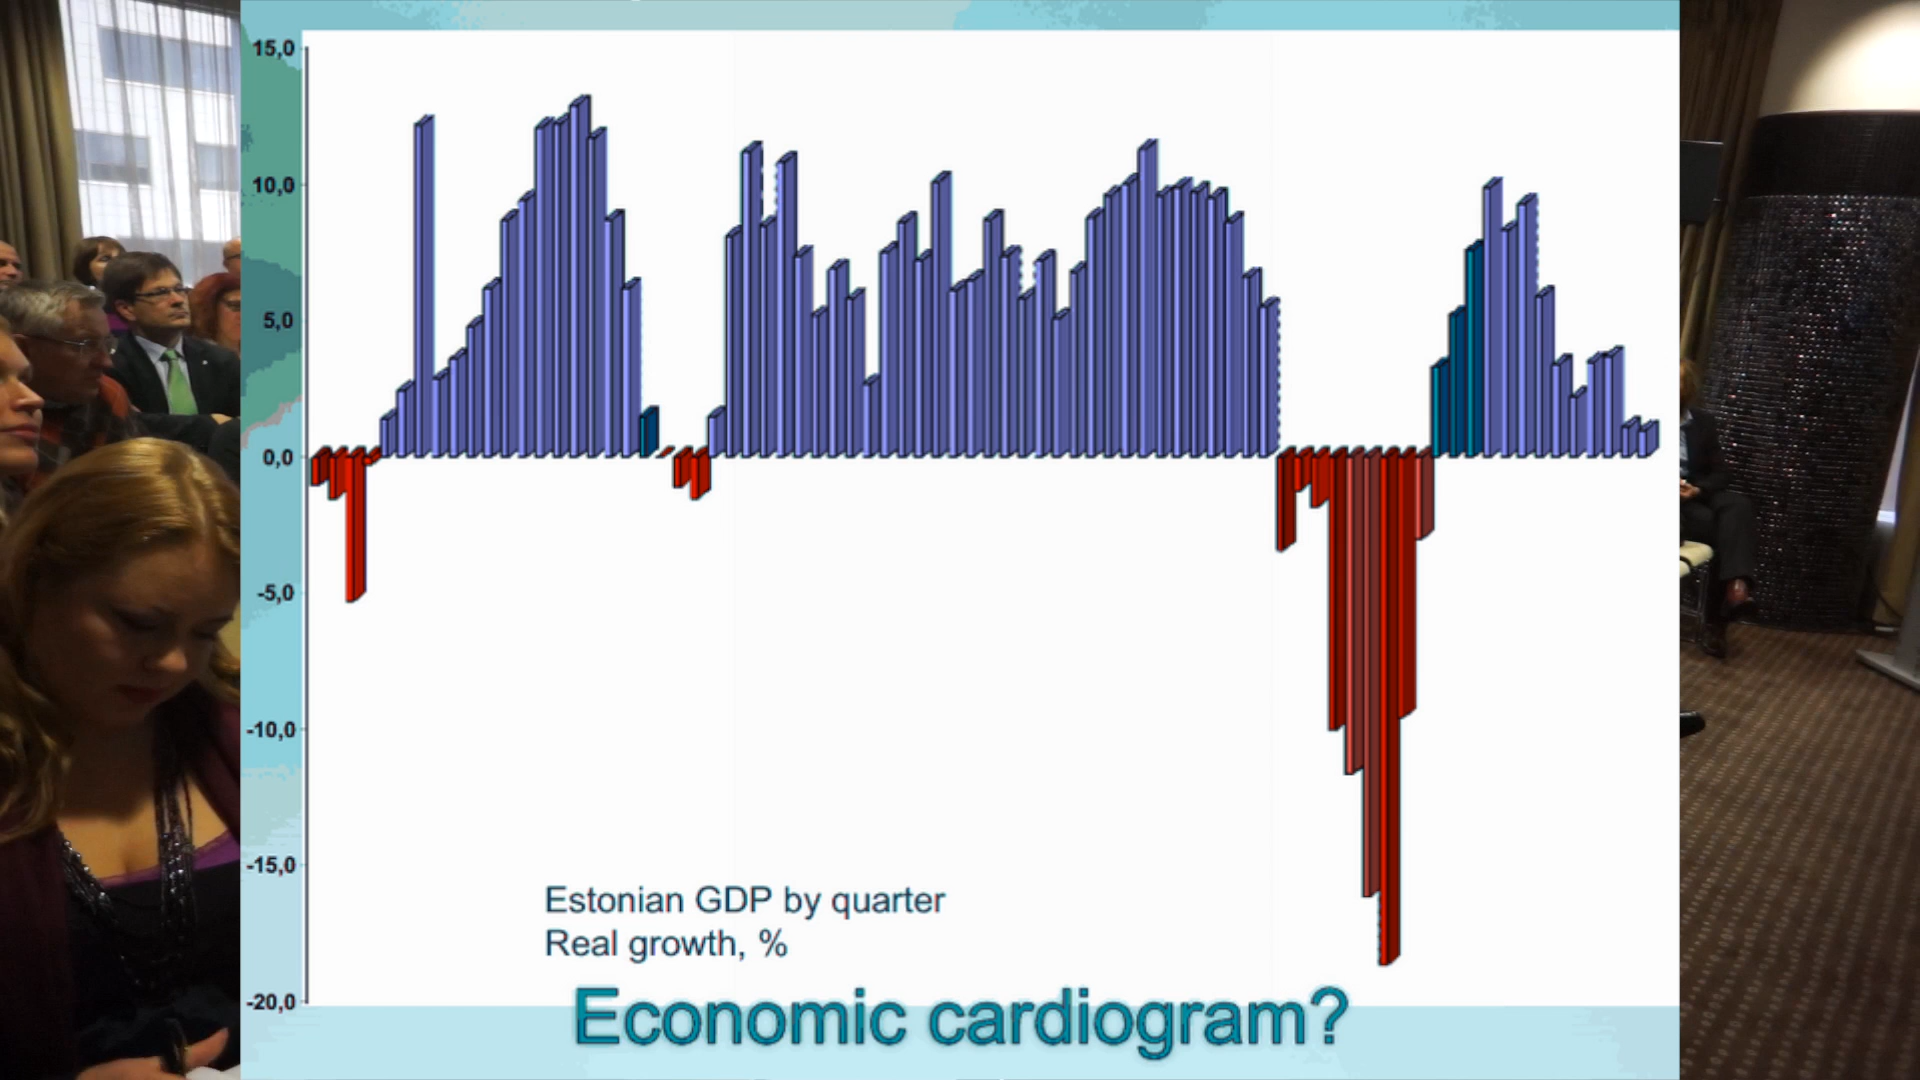 15,0
10,0
5,0
0,0
-5,0
-10,0
-15,0
-20,0
Estonian GDP by quarter
Real growth, %
Economic cardiogram?